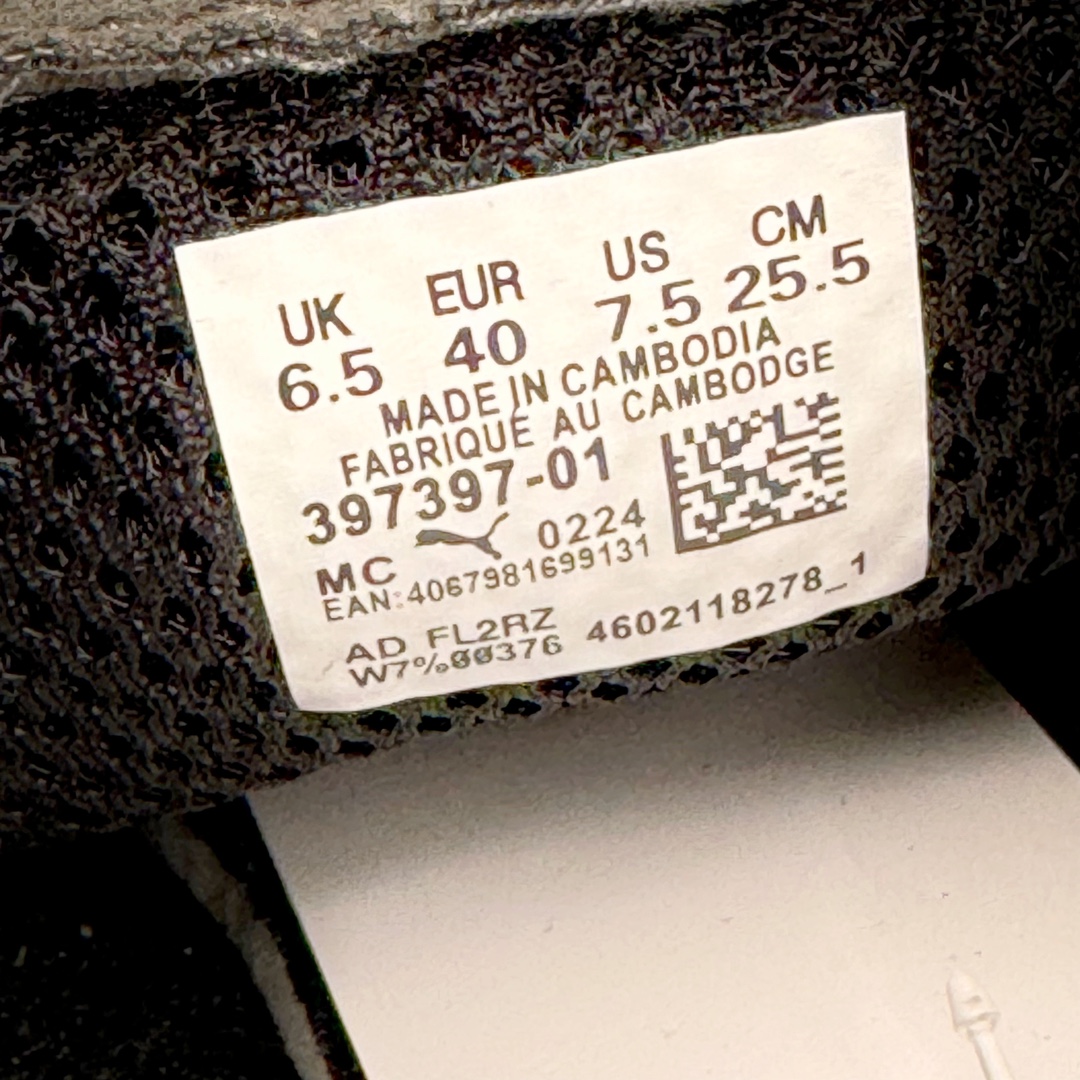 UK EUR US CM
6.5 40 7.5 25.5
MADE IN CAMBODIA
FABRIQUÉ AU CAMBODGE
397397-01
MC 0224
EAN:4067981699131
AD FL2RZ 4602118278_1